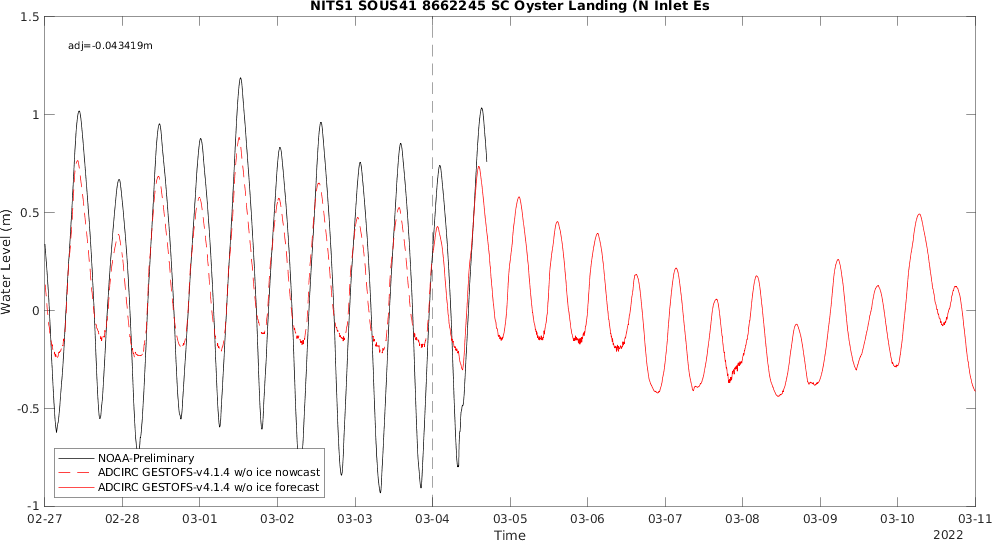 NITS1 SOUS41 8662245 SC Oyster Landing (N Inlet Es
adj=-0.043419m
Water Level (m)
1.5
1
0.5
0
-0.5
-1
NOAA-Preliminary
ADCIRC GESTOFS-v4.1.4 w/o ice nowcast
ADCIRC GESTOFS-v4.1.4 w/o ice forecast
02-27 02-28 03-01 03-02 03-03 03-04 03-05 03-06 03-07 03-08 03-09 03-10 03-11
Time
2022